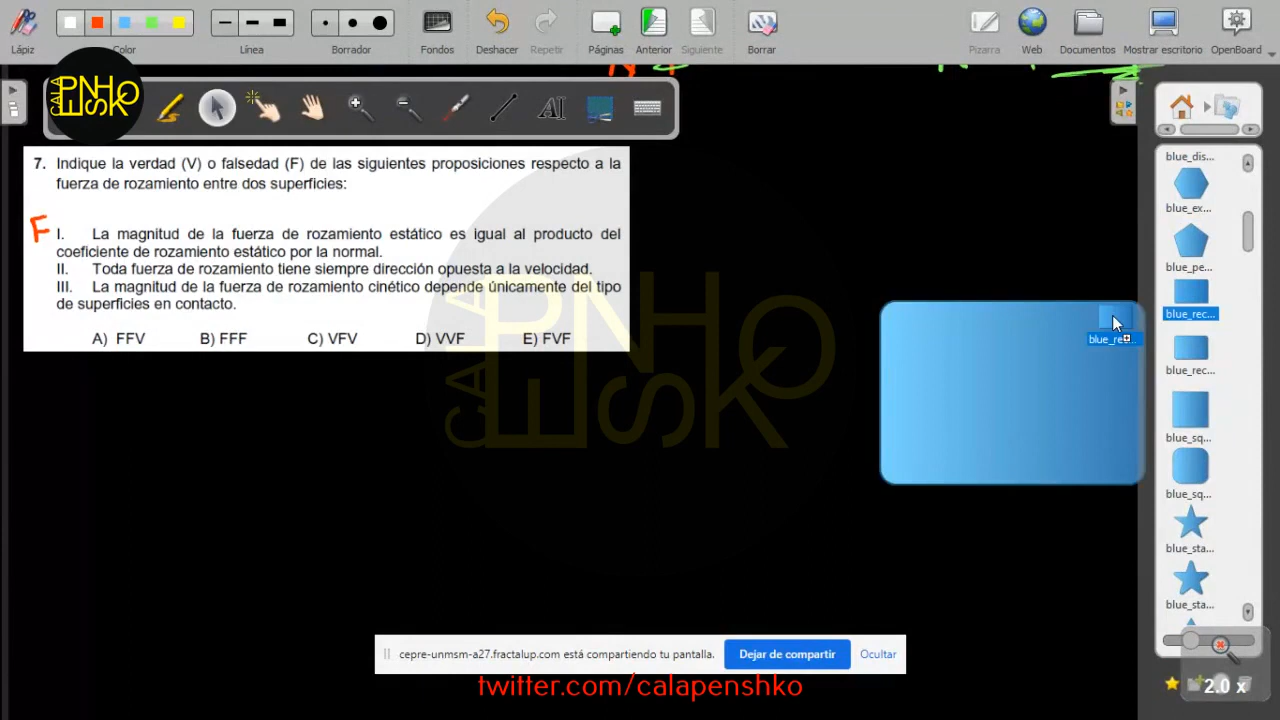 Lápiz
Color
Línea
Borrador
Fondos
Deshacer
Repetir
Páginas
Anterior
Siguiente
Borrar
Pizarra
Web
Documentos
Mostrar escritorio
OpenBoard
CALA PENSHKO
7. Indique la verdad (V) o falsedad (F) de las siguientes proposiciones respecto a la
fuerza de rozamiento entre dos superficies:
F
I. La magnitud de la fuerza de rozamiento estático es igual al producto del
coeficiente de rozamiento estático por la normal.
II. Toda fuerza de rozamiento tiene siempre dirección opuesta a la velocidad.
III. La magnitud de la fuerza de rozamiento cinético depende únicamente del tipo
de superficies en contacto.
A) FFV B) FFF C) VFV D) VVF E) FVF
CALA PENSHKO
blue_re...
blue_dis...
blue_ex...
blue_pe...
blue_rec...
blue_rec...
blue_sq...
blue_sq...
blue_sta...
blue_sta...
cepre-unmsm-a27.fractalup.com está compartiendo tu pantalla.
Dejar de compartir
Ocultar
twitter.com/calapenshko
2.0 x